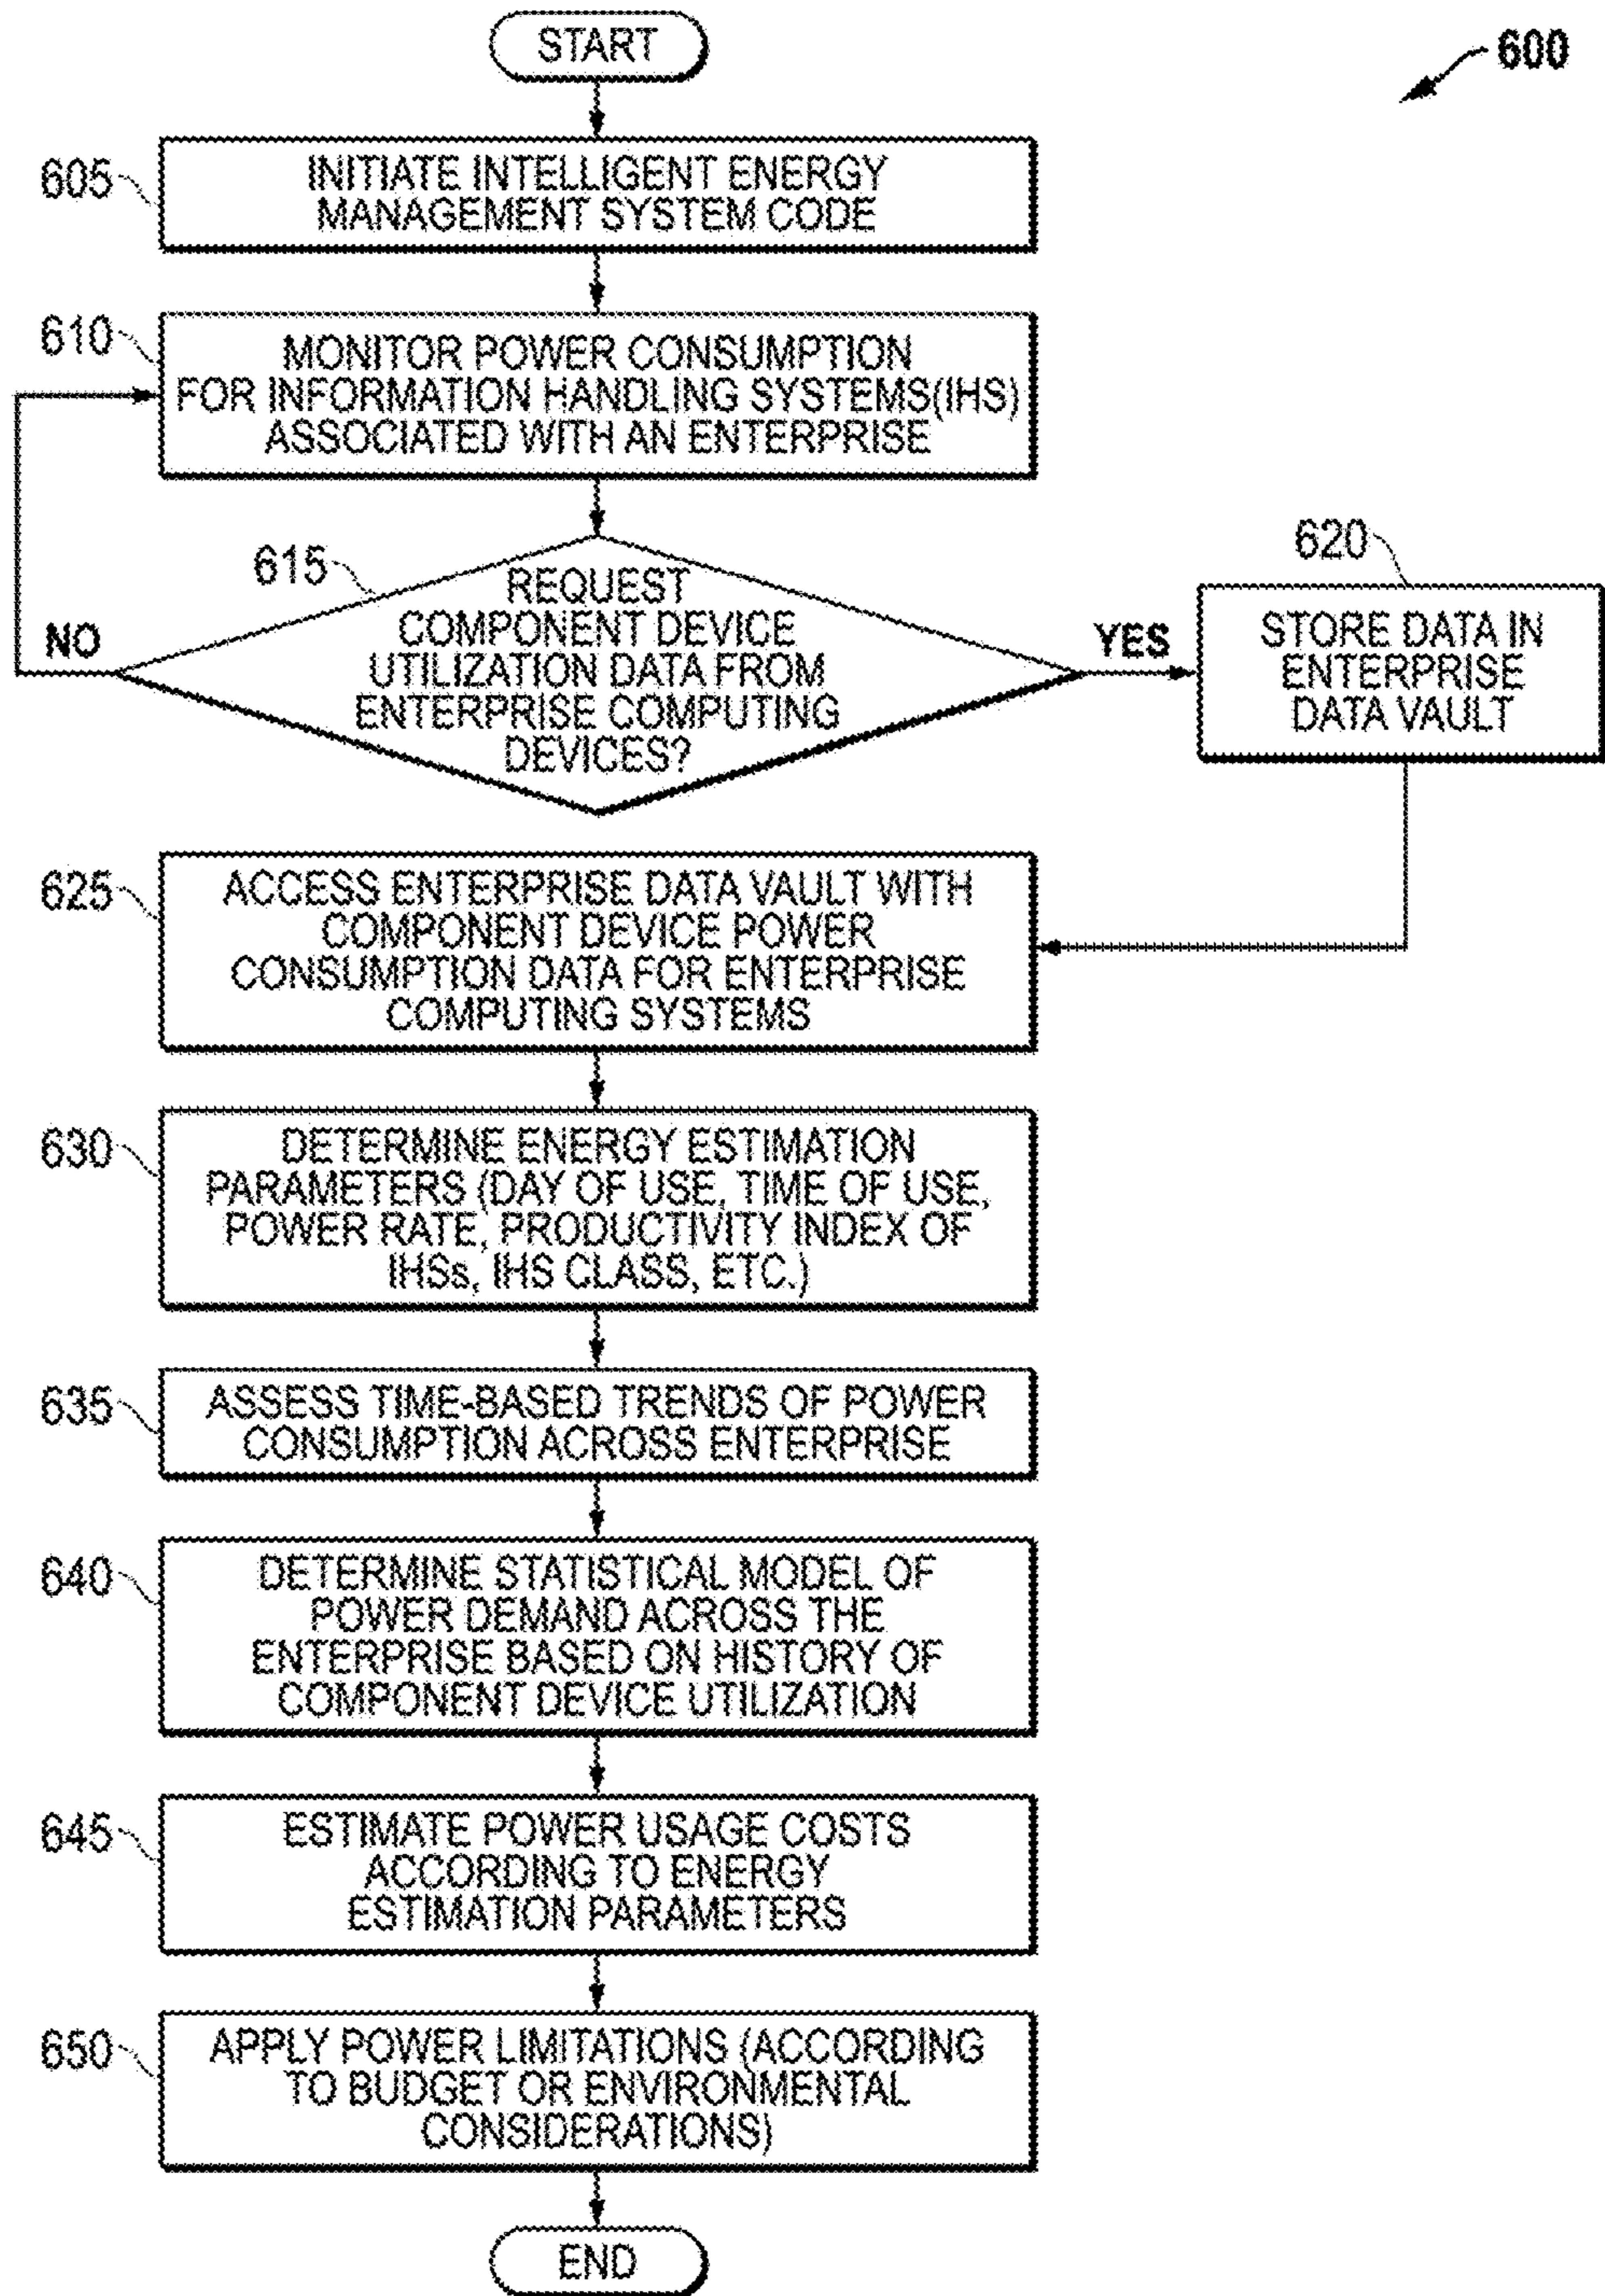 START
600
605
INITIATE INTELLIGENT ENERGY
MANAGEMENT SYSTEM CODE
610
MONITOR POWER CONSUMPTION
FOR INFORMATION HANDLING SYSTEMS(IHS)
ASSOCIATED WITH AN ENTERPRISE
615
REQUEST
COMPONENT DEVICE
UTILIZATION DATA FROM
ENTERPRISE COMPUTING
DEVICES?
NO
YES
620
STORE DATA IN
ENTERPRISE
DATA VAULT
625
ACCESS ENTERPRISE DATA VAULT WITH
COMPONENT DEVICE POWER
CONSUMPTION DATA FOR ENTERPRISE
COMPUTING SYSTEMS
630
DETERMINE ENERGY ESTIMATION
PARAMETERS (DAY OF USE, TIME OF USE,
POWER RATE, PRODUCTIVITY INDEX OF
IHSs, IHS CLASS, ETC.)
635
ASSESS TIME-BASED TRENDS OF POWER
CONSUMPTION ACROSS ENTERPRISE
640
DETERMINE STATISTICAL MODEL OF
POWER DEMAND ACROSS THE
ENTERPRISE BASED ON HISTORY OF
COMPONENT DEVICE UTILIZATION
645
ESTIMATE POWER USAGE COSTS
ACCORDING TO ENERGY
ESTIMATION PARAMETERS
650
APPLY POWER LIMITATIONS (ACCORDING
TO BUDGET OR ENVIRONMENTAL
CONSIDERATIONS)
END